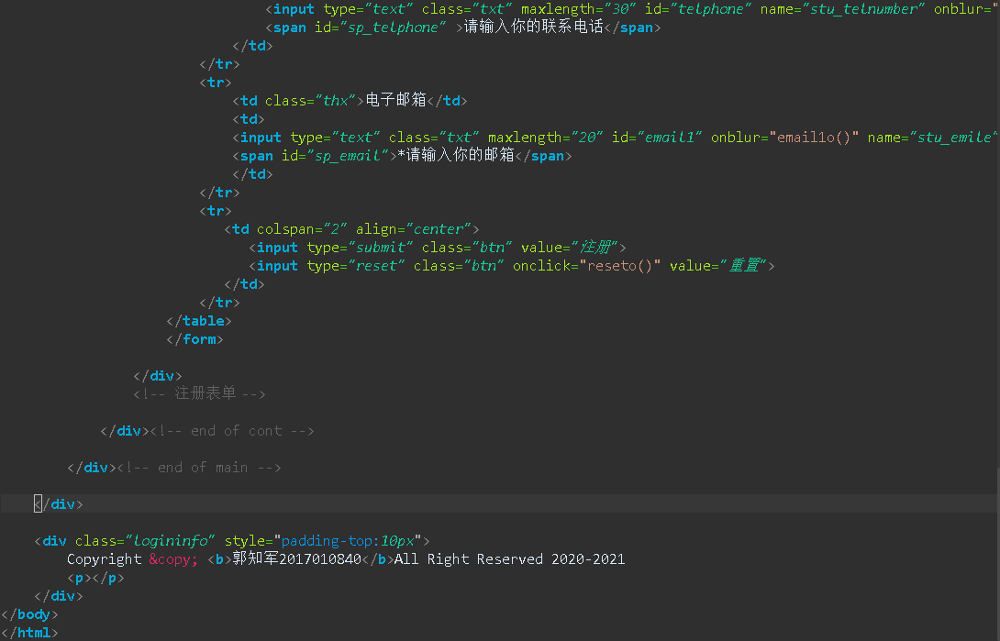 <input type="text" class="txt" maxlength="30" id="telphone" name="stu_telnumber" onblur="
<span id="sp_telphone" >请输入你的联系电话</span>
</td>
</tr>
<tr>
<td class="thx">电子邮箱</td>
<td>
<input type="text" class="txt" maxlength="20" id="email1" onblur="email1o()" name="stu_emile"
<span id="sp_email">*请输入你的邮箱</span>
</td>
</tr>
<tr>
<td colspan="2" align="center">
<input type="submit" class="btn" value="注册">
<input type="reset" class="btn" onclick="reseto()" value="重置">
</td>
</tr>
</table>
</form>
</div>
<!-- 注册表单 -->
</div><!-- end of cont -->
</div><!-- end of main -->
</div>
<div class="logininfo" style="padding-top:10px">
Copyright &copy; <b>郭知军2017010840</b>All Right Reserved 2020-2021
<p></p>
</div>
</body>
</html>